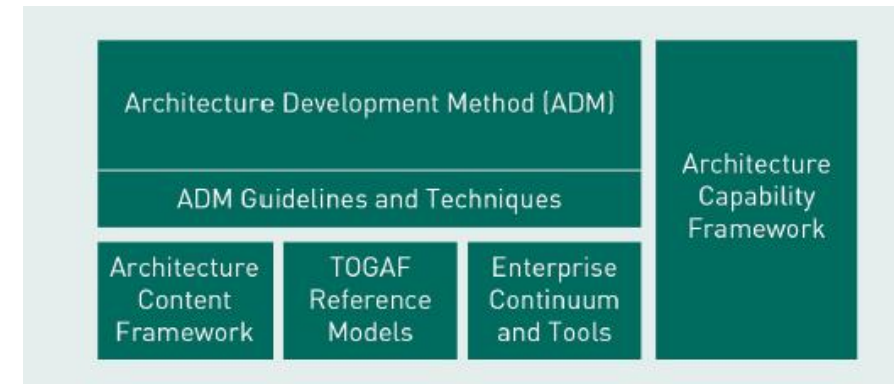 Architecture Development Method (ADM)
ADM Guidelines and Techniques
Architecture
Content
Framework
TOGAF
Reference
Models
Enterprise
Continuum
and Tools
Architecture
Capability
Framework